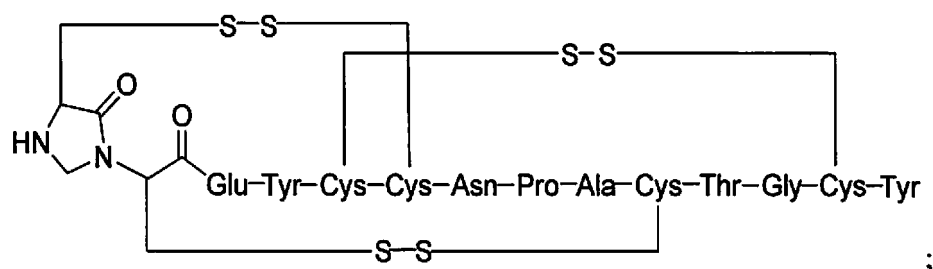 S-S
S-S
O
O
HN
N
Glu-Tyr-Cys-Cys-Asn-Pro-Ala-Cys-Thr-Gly-Cys-Tyr
S-S
;